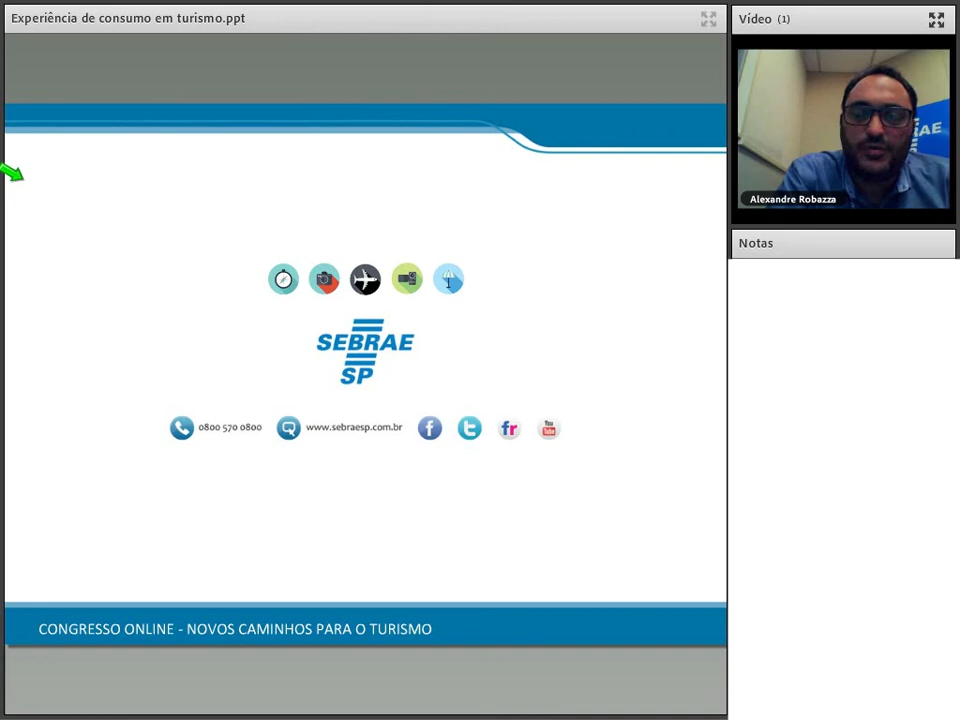 Experiência de consumo em turismo.ppt
Vídeo (1)
EAE
Alexandre Robazza
Notas
SEBRAE
SP
0800 570 0800
www.sebraesp.com.br
f
t
fr
You
Tube
CONGRESSO ONLINE - NOVOS CAMINHOS PARA O TURISMO